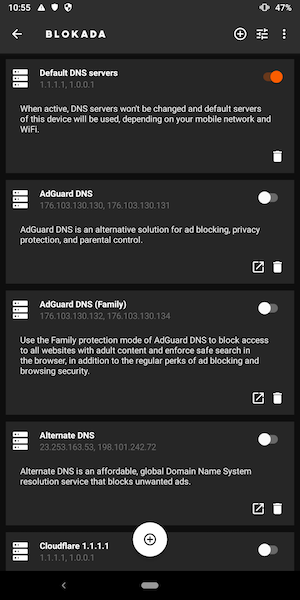 10:55
47%
BLOKADA
Default DNS servers
1.1.1.1, 1.0.0.1
When active, DNS servers won't be changed and default servers
of this device will be used, depending on your mobile network and
WiFi.
AdGuard DNS
176.103.130.130, 176.103.130.131
AdGuard DNS is an alternative solution for ad blocking, privacy
protection, and parental control.
AdGuard DNS (Family)
176.103.130.132, 176.103.130.134
Use the Family protection mode of AdGuard DNS to block access
to all websites with adult content and enforce safe search in
the browser, in addition to the regular perks of ad blocking and
browsing security.
Alternate DNS
23.253.163.53, 198.101.242.72
Alternate DNS is an affordable, global Domain Name System
resolution service that blocks unwanted ads.
Cloudflare 1.1.1.1
1.1.1.1, 1.0.0.1